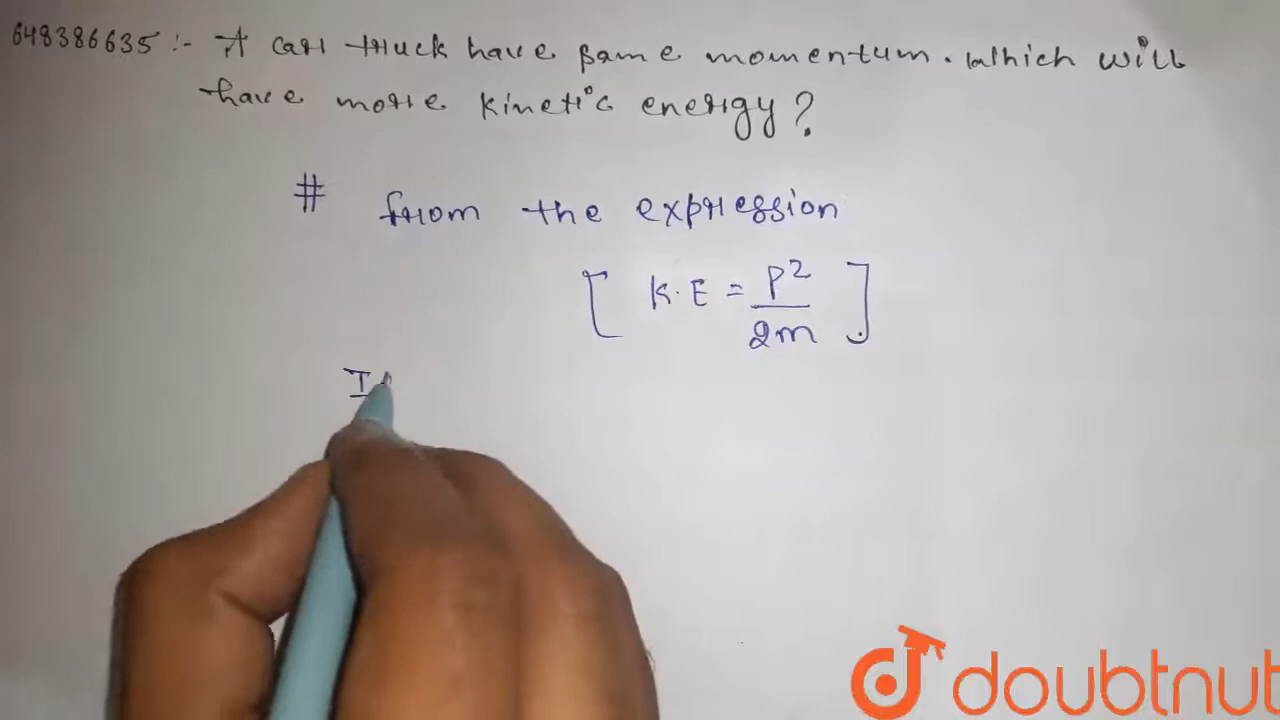 648386635 :- A car truck have same momentum. Which will
have more kinetic energy?
# from the expression
[ K.E = P²/2m ]
I
doubtnut